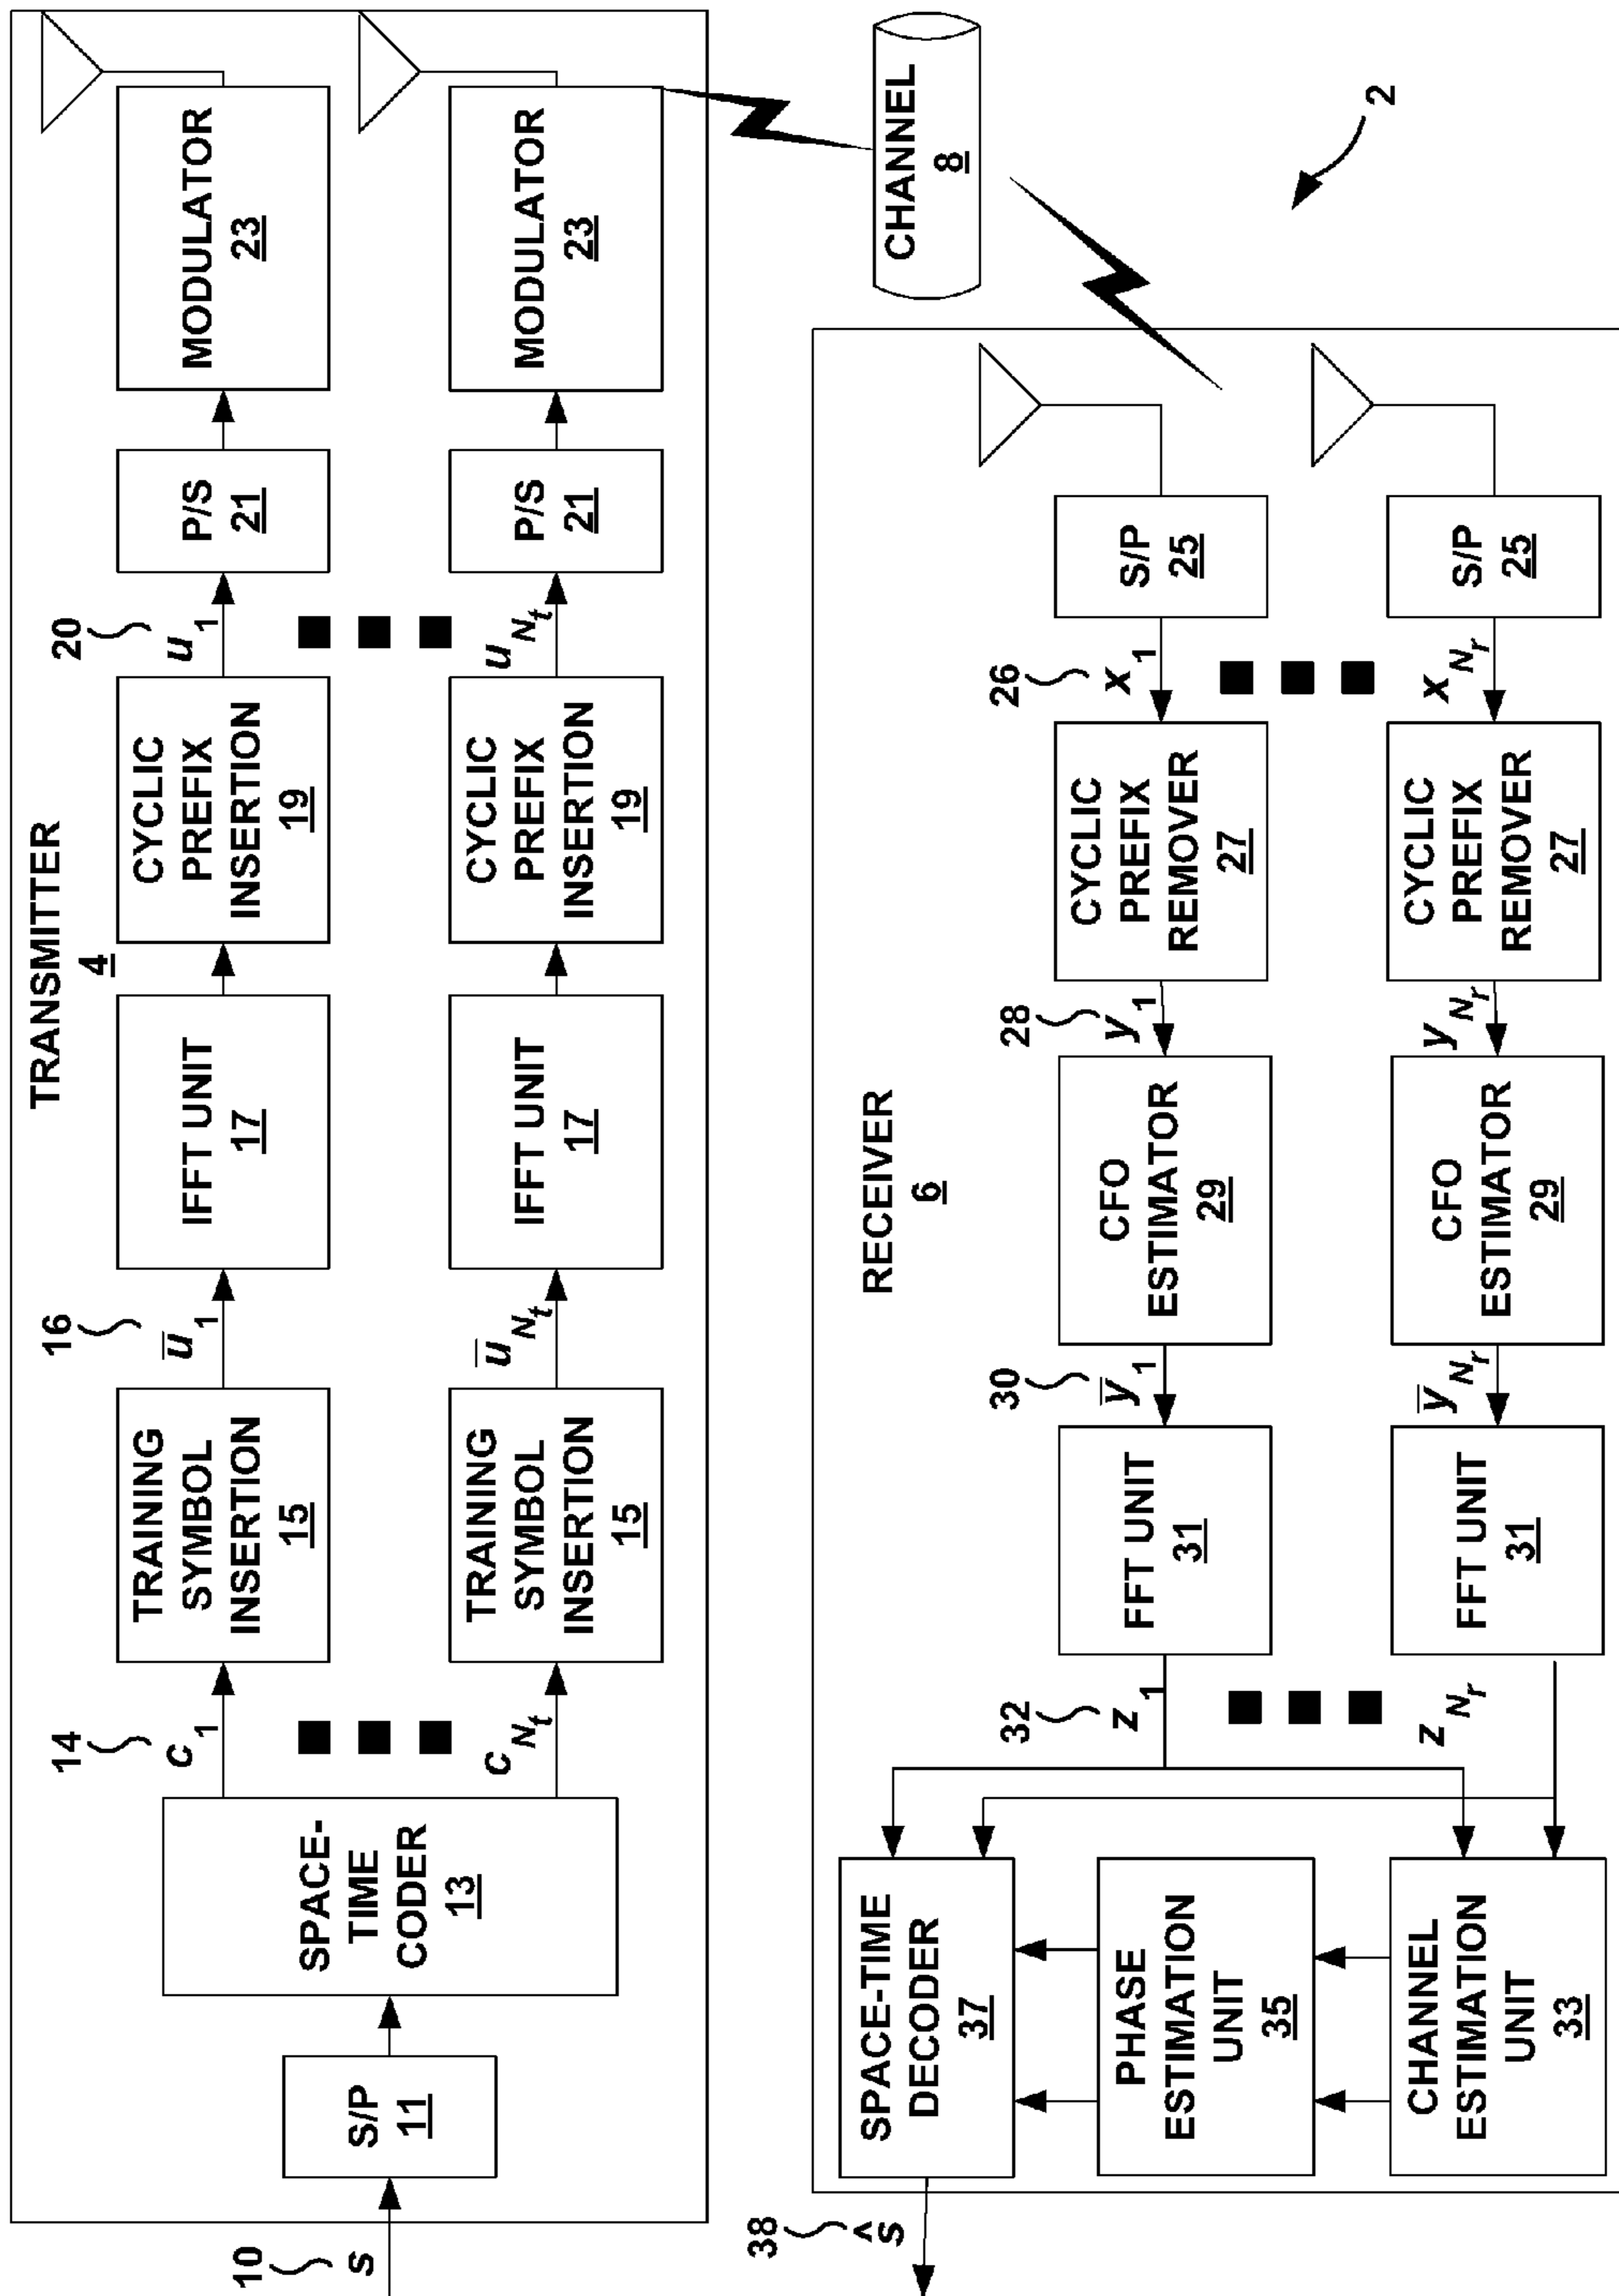 TRANSMITTER
4
10
s
S/P
11
SPACE-
TIME
CODER
13
14
c1
cNt
TRAINING
SYMBOL
INSERTION
15
TRAINING
SYMBOL
INSERTION
15
16
u̅1
u̅Nt
IFFT UNIT
17
IFFT UNIT
17
CYCLIC
PREFIX
INSERTION
19
CYCLIC
PREFIX
INSERTION
19
20
u1
uNt
P/S
21
P/S
21
MODULATOR
23
MODULATOR
23
CHANNEL
8
2
RECEIVER
6
S/P
25
S/P
25
26
x1
xNr
CYCLIC
PREFIX
REMOVER
27
CYCLIC
PREFIX
REMOVER
27
28
y1
yNr
CFO
ESTIMATOR
29
CFO
ESTIMATOR
29
30
y̅1
y̅Nr
FFT UNIT
31
FFT UNIT
31
32
z1
zNr
SPACE-TIME
DECODER
37
PHASE
ESTIMATION
UNIT
35
CHANNEL
ESTIMATION
UNIT
33
38
ŝ